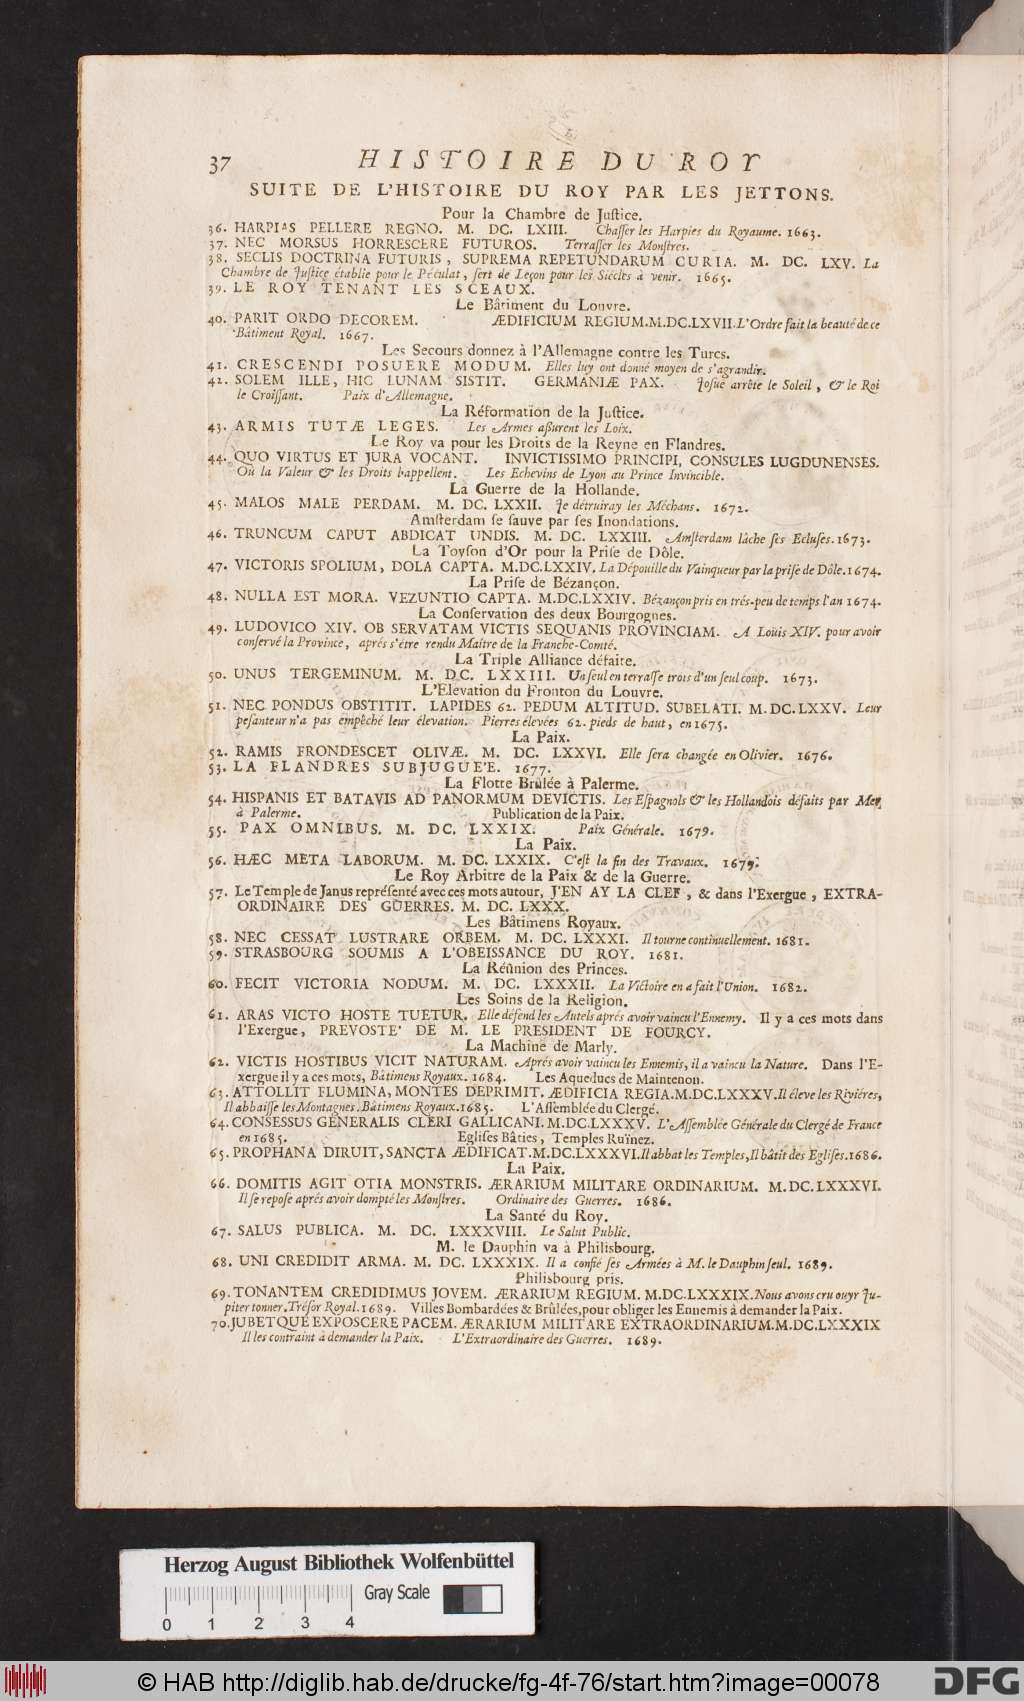 37 HISTOIRE DU ROY
SUITE DE L'HISTOIRE DU ROY PAR LES JETTONS.
Pour la Chambre de Juſtice.
36. HARPIAS PELLERE REGNO. M. DC. LXIII. Chaſſer les Harpies du Royaume. 1663.
37. NEC MORSUS HORRESCERE FUTUROS. Terraſſer les Monſtres.
38. SECLIS DOCTRINA FUTURIS, SUPREMA REPETUNDARUM CURIA. M. DC. LXV. La
Chambre de Juſtice établie pour le Péculat, ſert de Leçon pour les Siécles à venir. 1665.
39. LE ROY TENANT LES SCEAUX.
Le Bâtiment du Louvre.
40. PARIT ORDO DECOREM. ÆDIFICIUM REGIUM.M.DC.LXVII.L'Ordre fait la beauté de ce
Bâtiment Royal. 1667.
Les Secours donnez à l'Allemagne contre les Turcs.
41. CRESCENDI POSUERE MODUM. Elles luy ont donné moyen de s'agrandir.
42. SOLEM ILLE, HIC LUNAM SISTIT. GERMANIÆ PAX. Joſué arrête le Soleil, & le Roi
le Croiſſant. Paix d'Allemagne.
La Réformation de la Juſtice.
43. ARMIS TUTÆ LEGES. Les Armes aſſurent les Loix.
Le Roy va pour les Droits de la Reyne en Flandres.
44. QUO VIRTUS ET JURA VOCANT. INVICTISSIMO PRINCIPI, CONSULES LUGDUNENSES.
Où la Valeur & les Droits l'appellent. Les Echevins de Lyon au Prince Invincible.
La Guerre de la Hollande.
45. MALOS MALE PERDAM. M. DC. LXXII. Je détruiray les Méchans. 1672.
Amſterdam ſe ſauve par ſes Inondations.
46. TRUNCUM CAPUT ABDICAT UNDIS. M. DC. LXXIII. Amſterdam lâche ſes Ecluſes. 1673.
La Toyſon d'Or pour la Priſe de Dôle.
47. VICTORIS SPOLIUM, DOLA CAPTA. M.DC.LXXIV. La Dépouille du Vainqueur par la priſe de Dôle. 1674.
La Priſe de Bézançon.
48. NULLA EST MORA. VEZUNTIO CAPTA. M.DC.LXXIV. Bézançon pris en trés-peu de temps l'an 1674.
La Conſervation des deux Bourgognes.
49. LUDOVICO XIV. OB SERVATAM VICTIS SEQUANIS PROVINCIAM. A Louis XIV. pour avoir
conſervé la Province, aprés s'être rendu Maître de la Franche-Comté.
La Triple Alliance défaite.
50. UNUS TERGEMINUM. M. DC. LXXIII. Un ſeul en terraſſe trois d'un ſeul coup. 1673.
L'Elevation du Fronton du Louvre.
51. NEC PONDUS OBSTITIT. LAPIDES 62. PEDUM ALTITUD. SUBELATI. M.DC.LXXV. Leur
peſanteur n'a pas empêché leur élevation. Pierres élevées 62. pieds de haut, en 1675.
La Paix.
52. RAMIS FRONDESCET OLIVÆ. M. DC. LXXVI. Elle ſera changée en Olivier. 1676.
53. LA FLANDRES SUBJUGUE'E. 1677.
La Flotte Brûlée à Palerme.
54. HISPANIS ET BATAVIS AD PANORMUM DEVICTIS. Les Eſpagnols & les Hollandois défaits par Mer
à Palerme. Publication de la Paix.
55. PAX OMNIBUS. M. DC. LXXIX. Paix Générale. 1679.
La Paix.
56. HÆC META LABORUM. M. DC. LXXIX. C'eſt la fin des Travaux. 1679.
Le Roy Arbitre de la Paix & de la Guerre.
57. Le Temple de Janus repréſenté avec ces mots autour, J'EN AY LA CLEF, & dans l'Exergue, EXTRA-
ORDINAIRE DES GUERRES. M. DC. LXXX.
Les Bâtimens Royaux.
58. NEC CESSAT LUSTRARE ORBEM. M. DC. LXXXI. Il tourne continuellement. 1681.
59. STRASBOURG SOUMIS A L'OBEISSANCE DU ROY. 1681.
La Réünion des Princes.
60. FECIT VICTORIA NODUM. M. DC. LXXXII. La Victoire en a fait l'Union. 1682.
Les Soins de la Religion.
61. ARAS VICTO HOSTE TUETUR. Elle défend les Autels aprés avoir vaincu l'Ennemy. Il y a ces mots dans
l'Exergue, PREVOSTE' DE M. LE PRESIDENT DE FOURCY.
La Machine de Marly.
62. VICTIS HOSTIBUS VICIT NATURAM. Aprés avoir vaincu les Ennemis, il a vaincu la Nature. Dans l'E-
xergue il y a ces mots, Bâtimens Royaux. 1684. Les Aqueducs de Maintenon.
63. ATTOLLIT FLUMINA, MONTES DEPRIMIT. ÆDIFICIA REGIA.M.DC.LXXXV.Il éleve les Riviéres,
Il abbaiſſe les Montagnes. Bâtimens Royaux.1685. L'Aſſemblée du Clergé.
64. CONSESSUS GENERALIS CLERI GALLICANI. M.DC.LXXXV. L'Aſſemblée Générale du Clergé de France
en 1685. Egliſes Bâties, Temples Ruïnez.
65. PROPHANA DIRUIT, SANCTA ÆDIFICAT.M.DC.LXXXVI.Il abbat les Temples, Il bâtit des Egliſes.1686.
La Paix.
66. DOMITIS AGIT OTIA MONSTRIS. ÆRARIUM MILITARE ORDINARIUM. M.DC.LXXXVI.
Il ſe repoſe aprés avoir dompté les Monſtres. Ordinaire des Guerres. 1686.
La Santé du Roy.
67. SALUS PUBLICA. M. DC. LXXXVIII. Le Salut Public.
M. le Dauphin va à Philisbourg.
68. UNI CREDIDIT ARMA. M. DC. LXXXIX. Il a confié ſes Armées à M. le Dauphin ſeul. 1689.
Philisbourg pris.
69. TONANTEM CREDIDIMUS JOVEM. ÆRARIUM REGIUM. M.DC.LXXXIX. Nous avons cru ouyr Ju-
piter tonner. Tréſor Royal. 1689. Villes Bombardées & Brûlées, pour obliger les Ennemis à demander la Paix.
70. JUBETQUE EXPOSCERE PACEM. ÆRARIUM MILITARE EXTRAORDINARIUM.M.DC.LXXXIX
Il les contraint à demander la Paix. L'Extraordinaire des Guerres. 1689.
Herzog August Bibliothek Wolfenbüttel
Gray Scale
0 1 2 3 4
© HAB http://diglib.hab.de/drucke/fg-4f-76/start.htm?image=00078
DFG